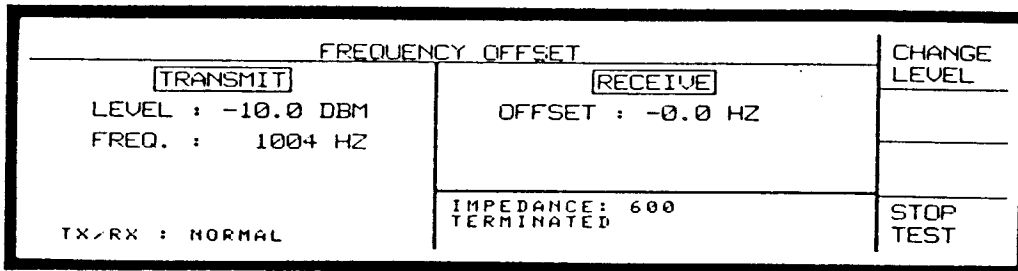 FREQUENCY OFFSET
TRANSMIT
LEVEL : -10.0 DBM
FREQ. : 1004 HZ
TX/RX : NORMAL
RECEIVE
OFFSET : -0.0 HZ
IMPEDANCE: 600
TERMINATED
CHANGE
LEVEL
STOP
TEST